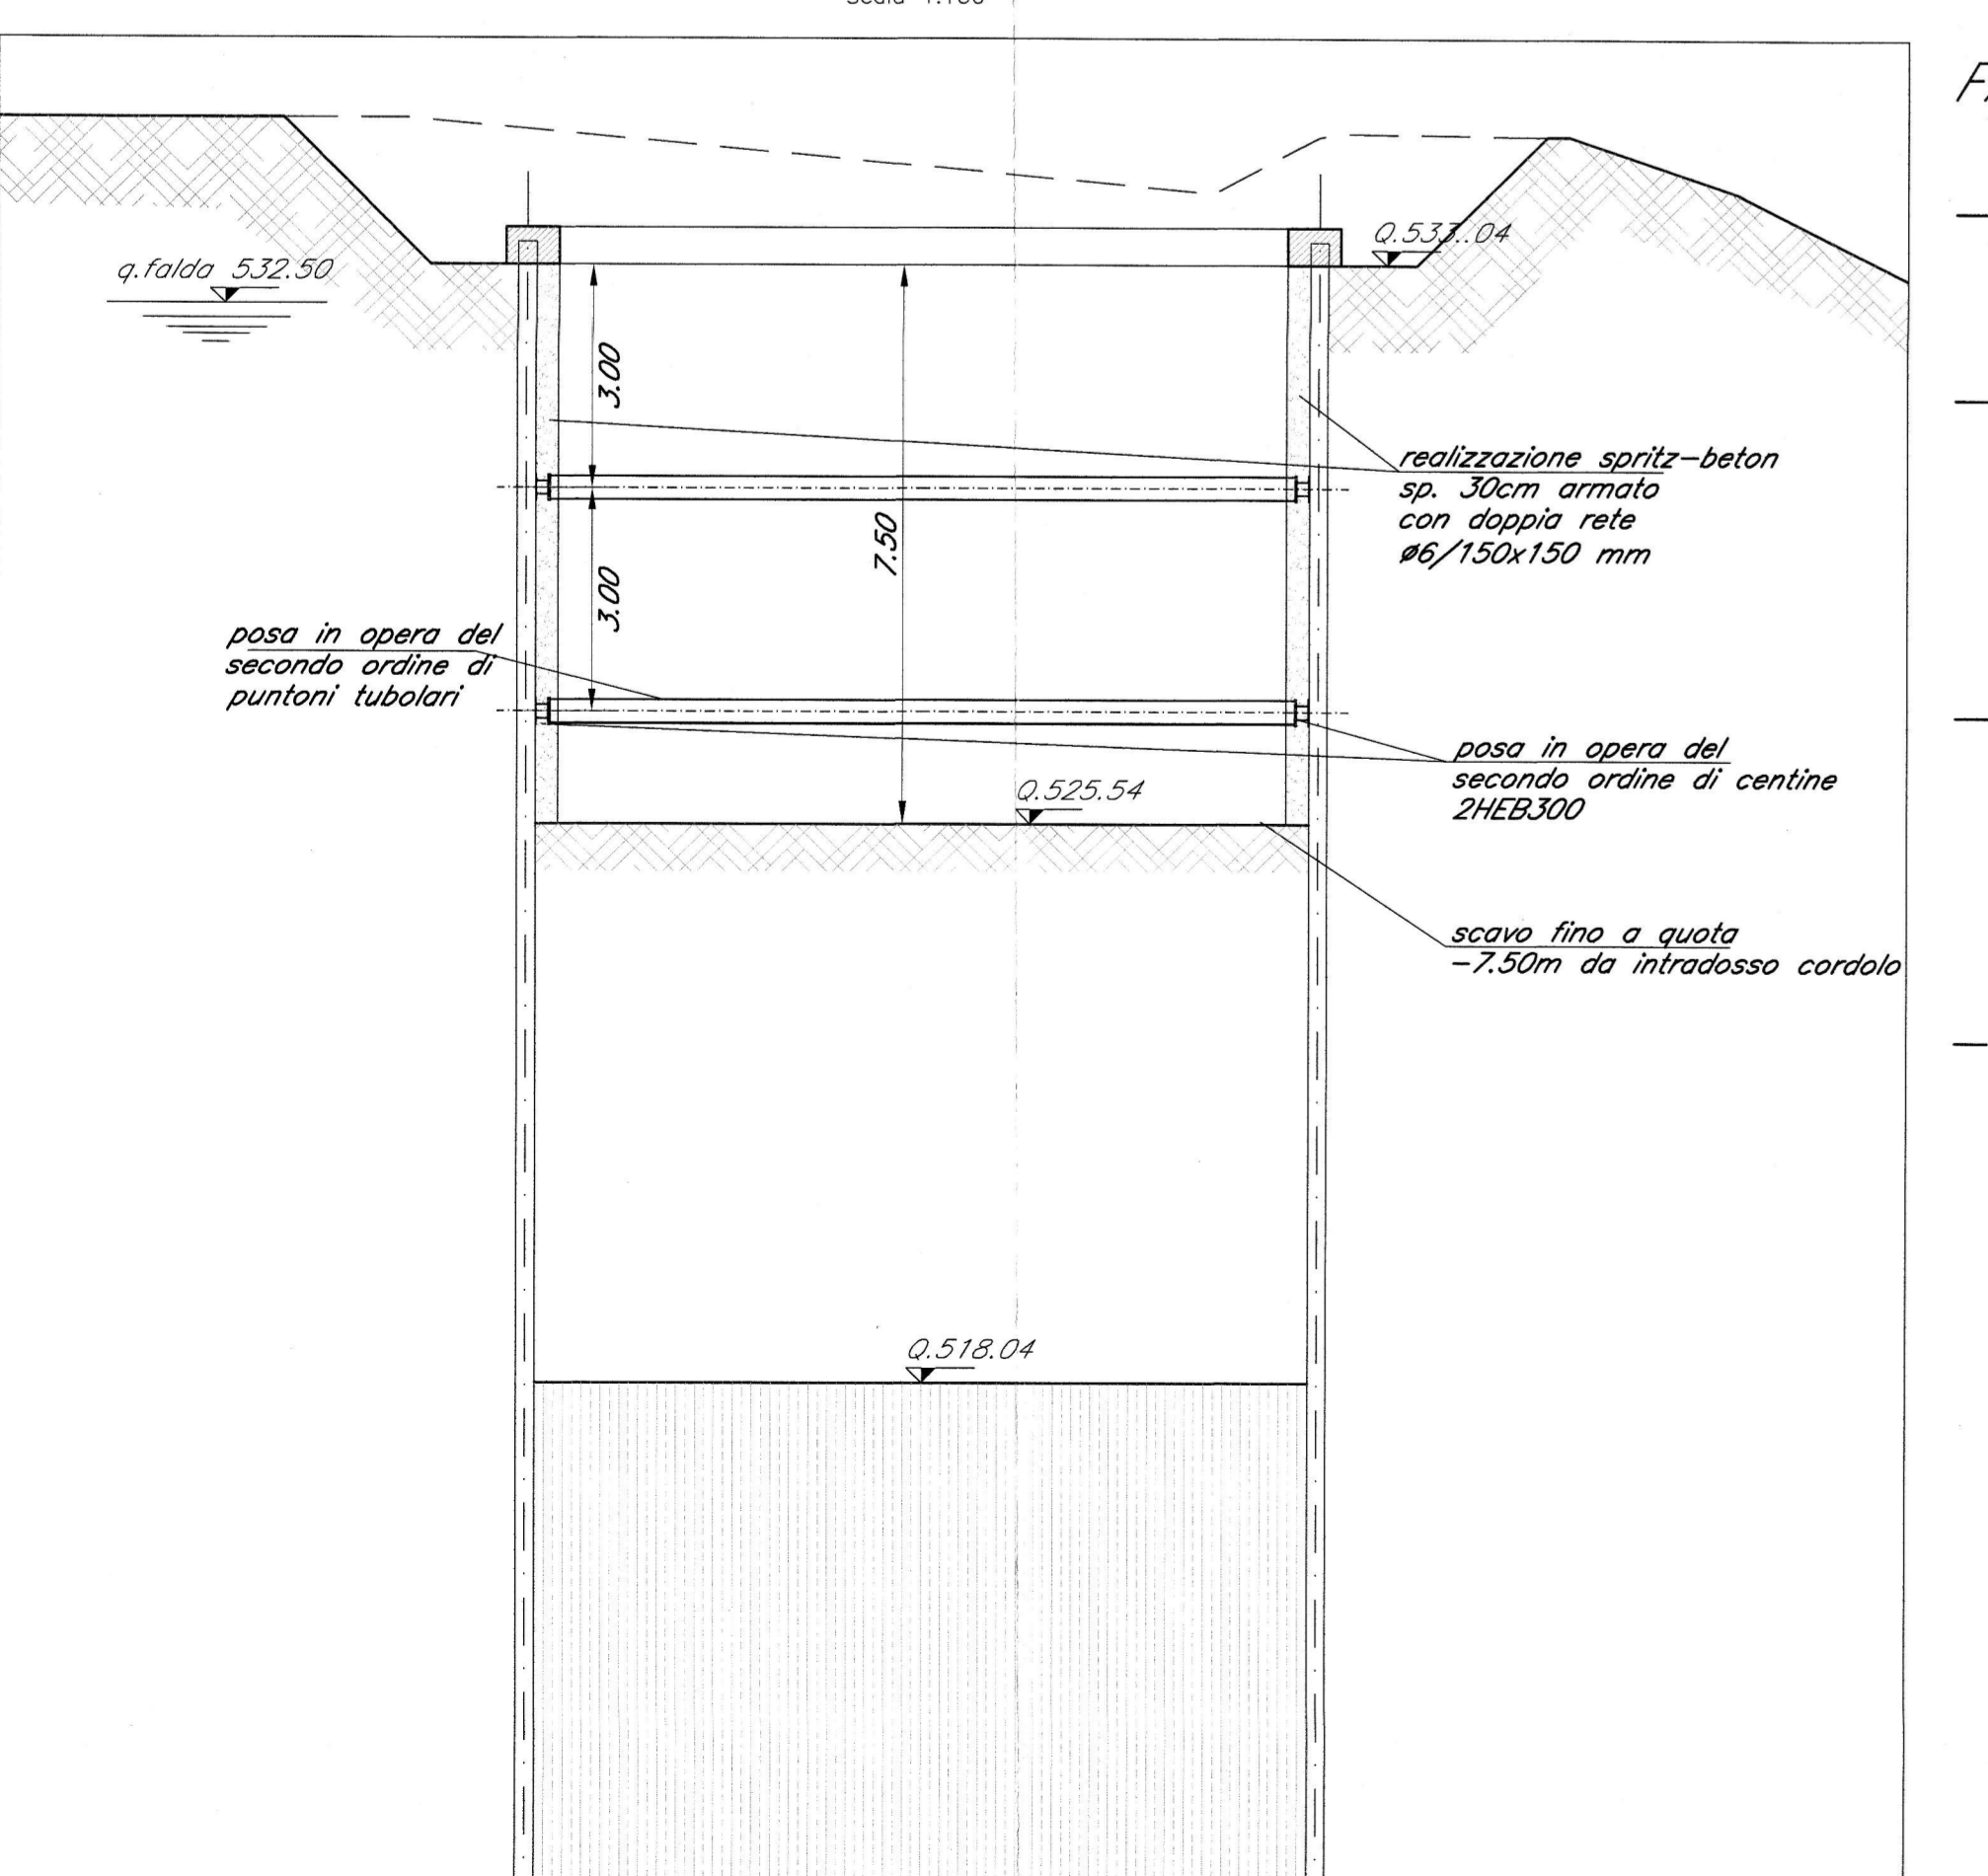 q.falda 532.50
Q.533..04
3.00
realizzazione spritz-beton
sp. 30cm armato
con doppia rete
ø6/150x150 mm
7.50
3.00
posa in opera del
secondo ordine di
puntoni tubolari
posa in opera del
secondo ordine di centine
2HEB300
Q.525.54
scavo fino a quota
-7.50m da intradosso cordolo
Q.518.04